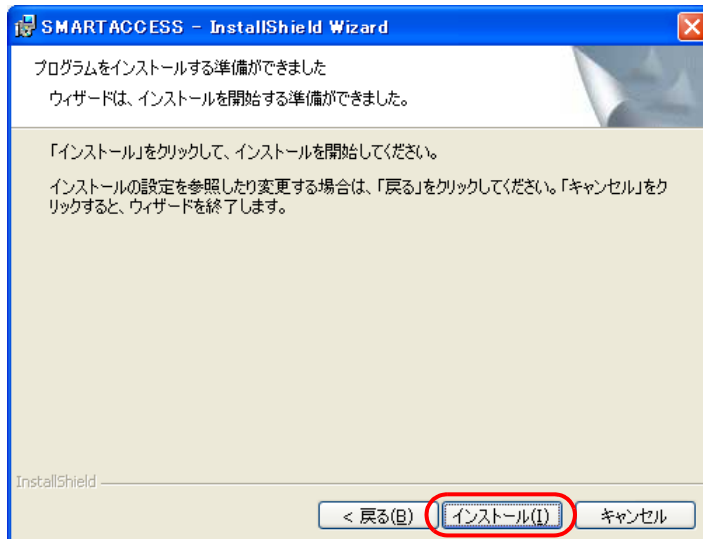 SMARTACCESS - InstallShield Wizard
プログラムをインストールする準備ができました
ウィザードは、インストールを開始する準備ができました。
「インストール」をクリックして、インストールを開始してください。
インストールの設定を参照したり変更する場合は、「戻る」をクリックしてください。「キャンセル」をク
リックすると、ウィザードを終了します。
InstallShield
< 戻る(B) インストール(I) キャンセル